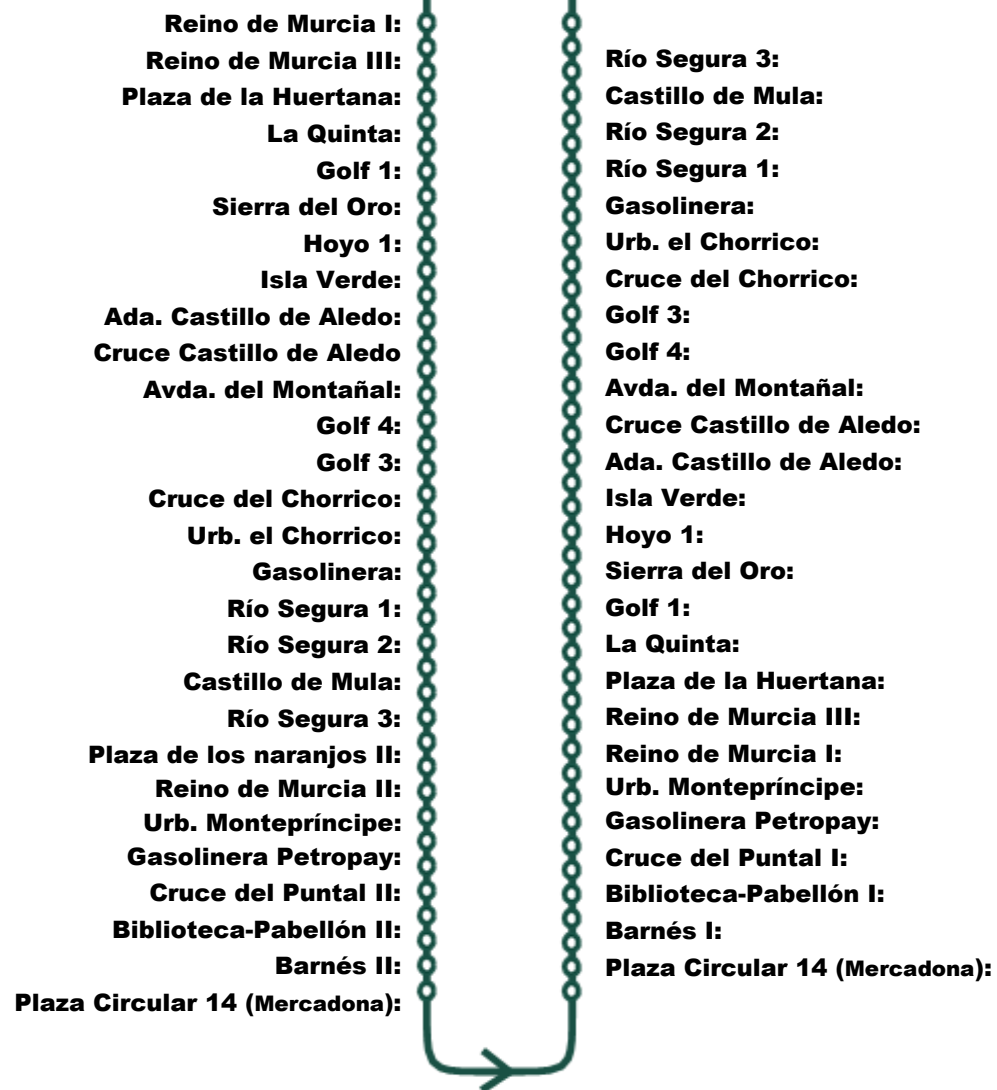 Reino de Murcia I:
Reino de Murcia III:
Plaza de la Huertana:
La Quinta:
Golf 1:
Sierra del Oro:
Hoyo 1:
Isla Verde:
Ada. Castillo de Aledo:
Cruce Castillo de Aledo
Avda. del Montañal:
Golf 4:
Golf 3:
Cruce del Chorrico:
Urb. el Chorrico:
Gasolinera:
Río Segura 1:
Río Segura 2:
Castillo de Mula:
Río Segura 3:
Plaza de los naranjos II:
Reino de Murcia II:
Urb. Montepríncipe:
Gasolinera Petropay:
Cruce del Puntal II:
Biblioteca-Pabellón II:
Barnés II:
Plaza Circular 14 (Mercadona):
Río Segura 3:
Castillo de Mula:
Río Segura 2:
Río Segura 1:
Gasolinera:
Urb. el Chorrico:
Cruce del Chorrico:
Golf 3:
Golf 4:
Avda. del Montañal:
Cruce Castillo de Aledo:
Ada. Castillo de Aledo:
Isla Verde:
Hoyo 1:
Sierra del Oro:
Golf 1:
La Quinta:
Plaza de la Huertana:
Reino de Murcia III:
Reino de Murcia I:
Urb. Montepríncipe:
Gasolinera Petropay:
Cruce del Puntal I:
Biblioteca-Pabellón I:
Barnés I:
Plaza Circular 14 (Mercadona):